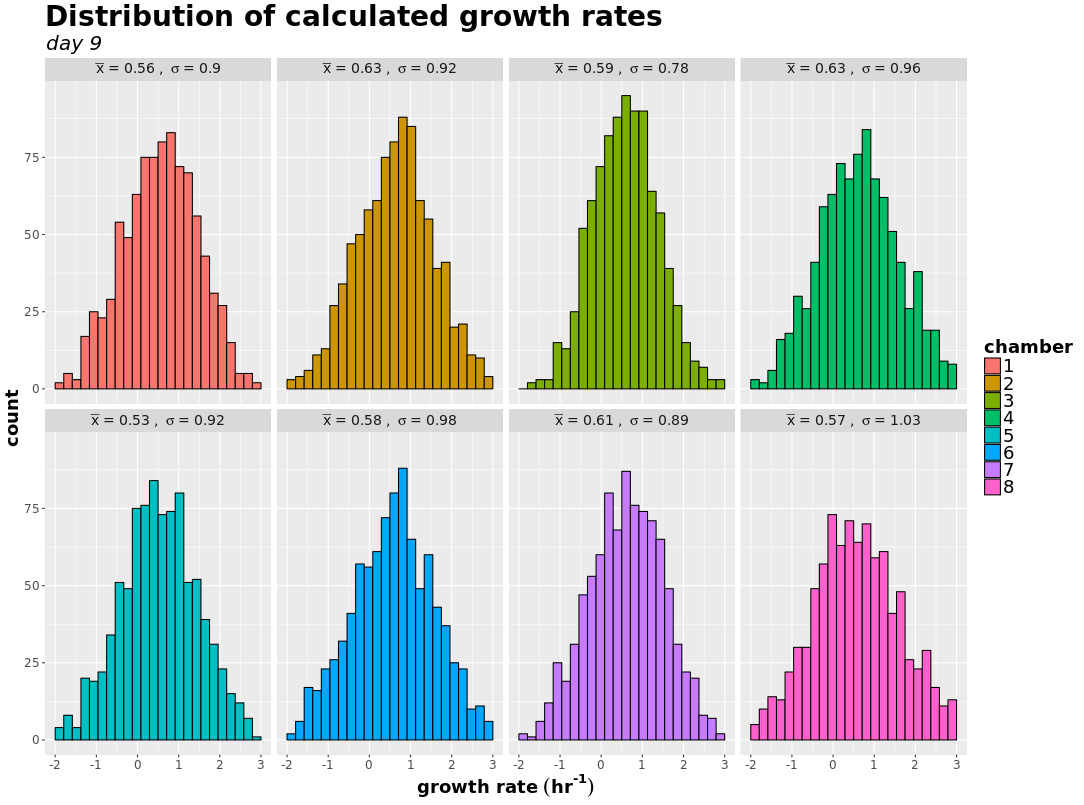 Distribution of calculated growth rates
day 9
x̅ = 0.56 , σ = 0.9
x̅ = 0.63 , σ = 0.92
x̅ = 0.59 , σ = 0.78
x̅ = 0.63 , σ = 0.96
75
50
25
0
x̅ = 0.53 , σ = 0.92
x̅ = 0.58 , σ = 0.98
x̅ = 0.61 , σ = 0.89
x̅ = 0.57 , σ = 1.03
75
50
25
0
-2 -1 0 1 2 3
-2 -1 0 1 2 3
-2 -1 0 1 2 3
-2 -1 0 1 2 3
count
growth rate (hr⁻¹)
chamber
1
2
3
4
5
6
7
8